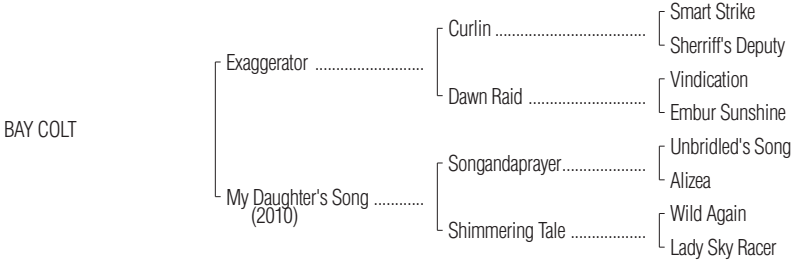 Smart Strike
Curlin ..................................
Sherriff's Deputy
Exaggerator .........................
Vindication
Dawn Raid ...........................
Embur Sunshine
BAY COLT
Unbridled's Song
Songandaprayer...................
Alizea
My Daughter's Song ............
(2010)
Wild Again
Shimmering Tale .................
Lady Sky Racer